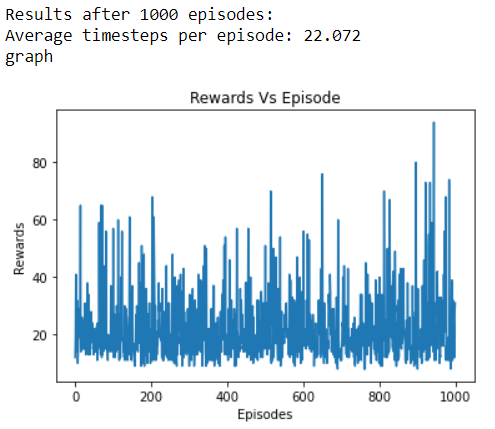 Results after 1000 episodes:
Average timesteps per episode: 22.072
graph
Rewards Vs Episode
80
60
40
20
Rewards
0 200 400 600 800 1000
Episodes